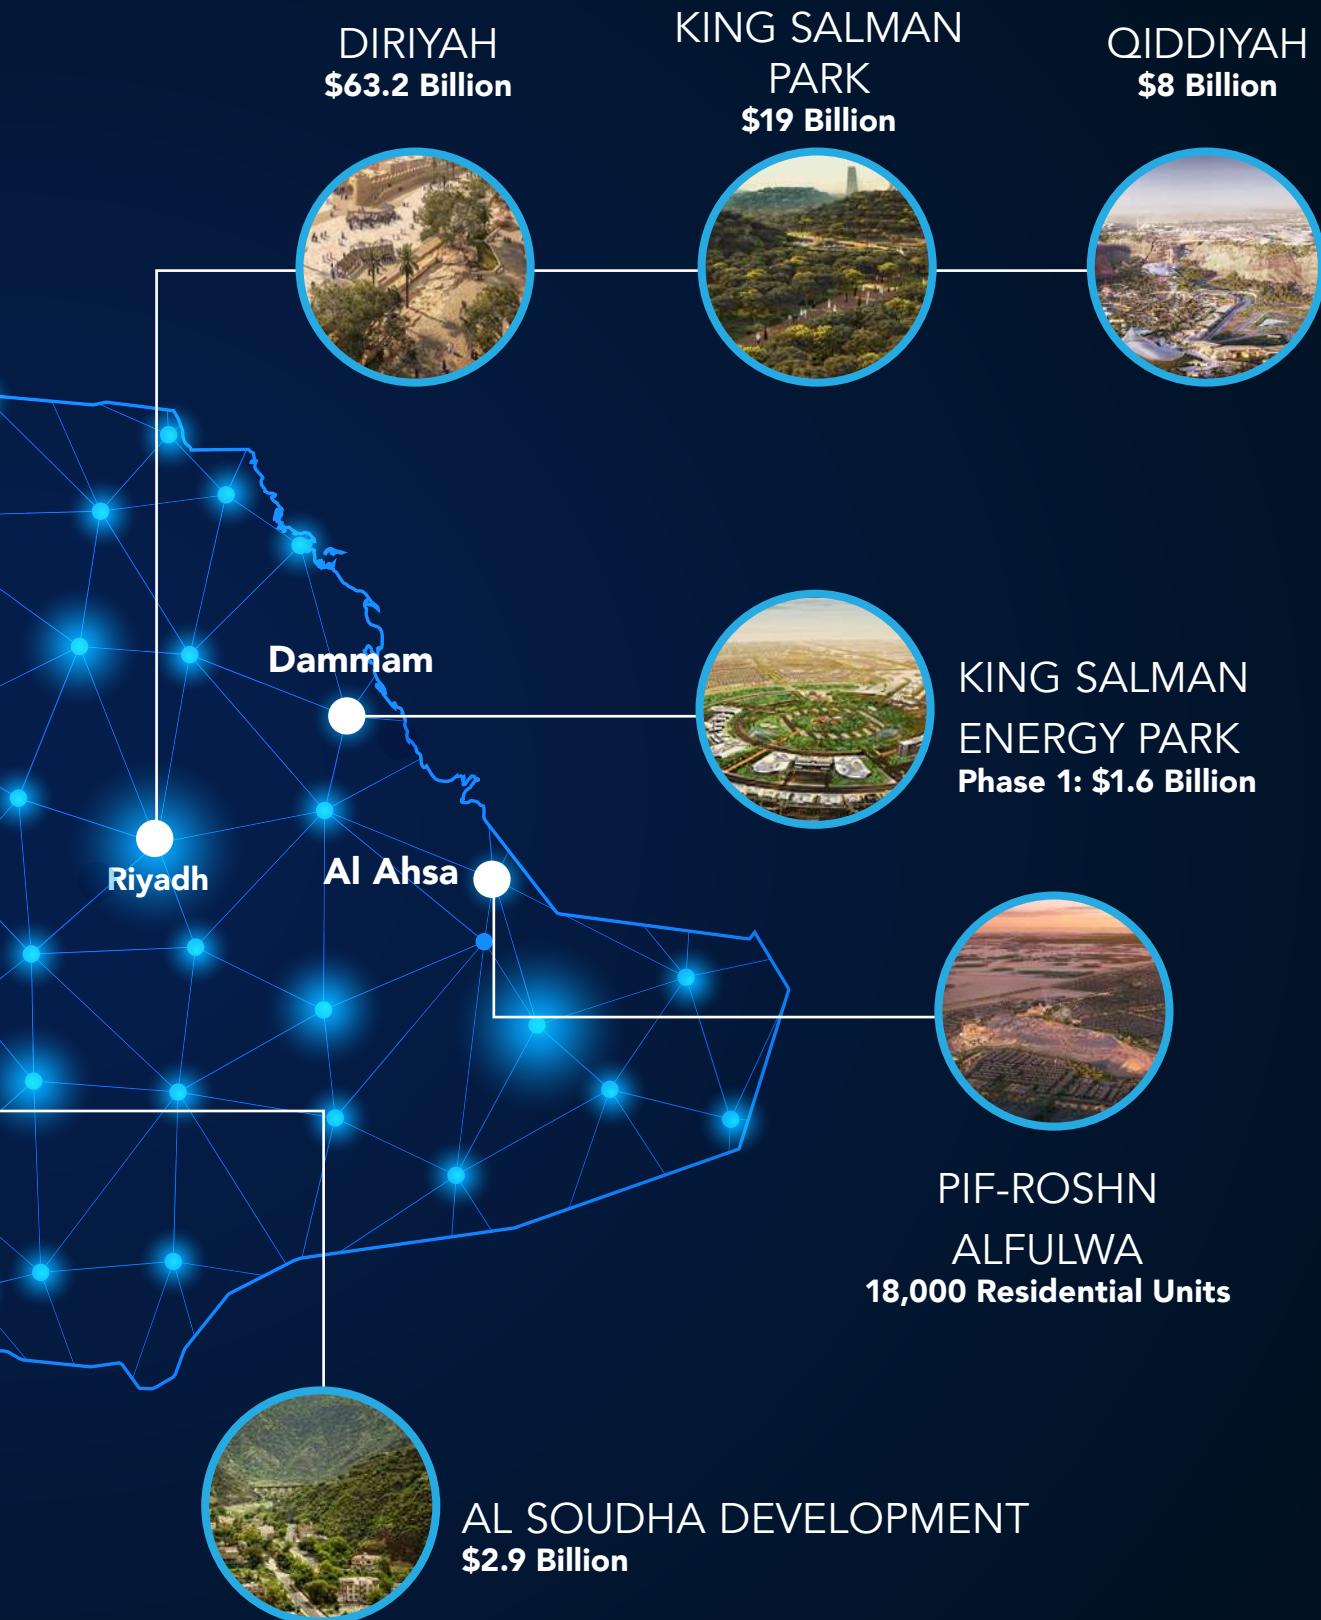 DIRIYAH
$63.2 Billion
KING SALMAN
PARK
$19 Billion
QIDDIYAH
$8 Billion
Dammam
KING SALMAN
ENERGY PARK
Phase 1: $1.6 Billion
Riyadh
Al Ahsa
PIF-ROSHN
ALFULWA
18,000 Residential Units
AL SOUDHA DEVELOPMENT
$2.9 Billion